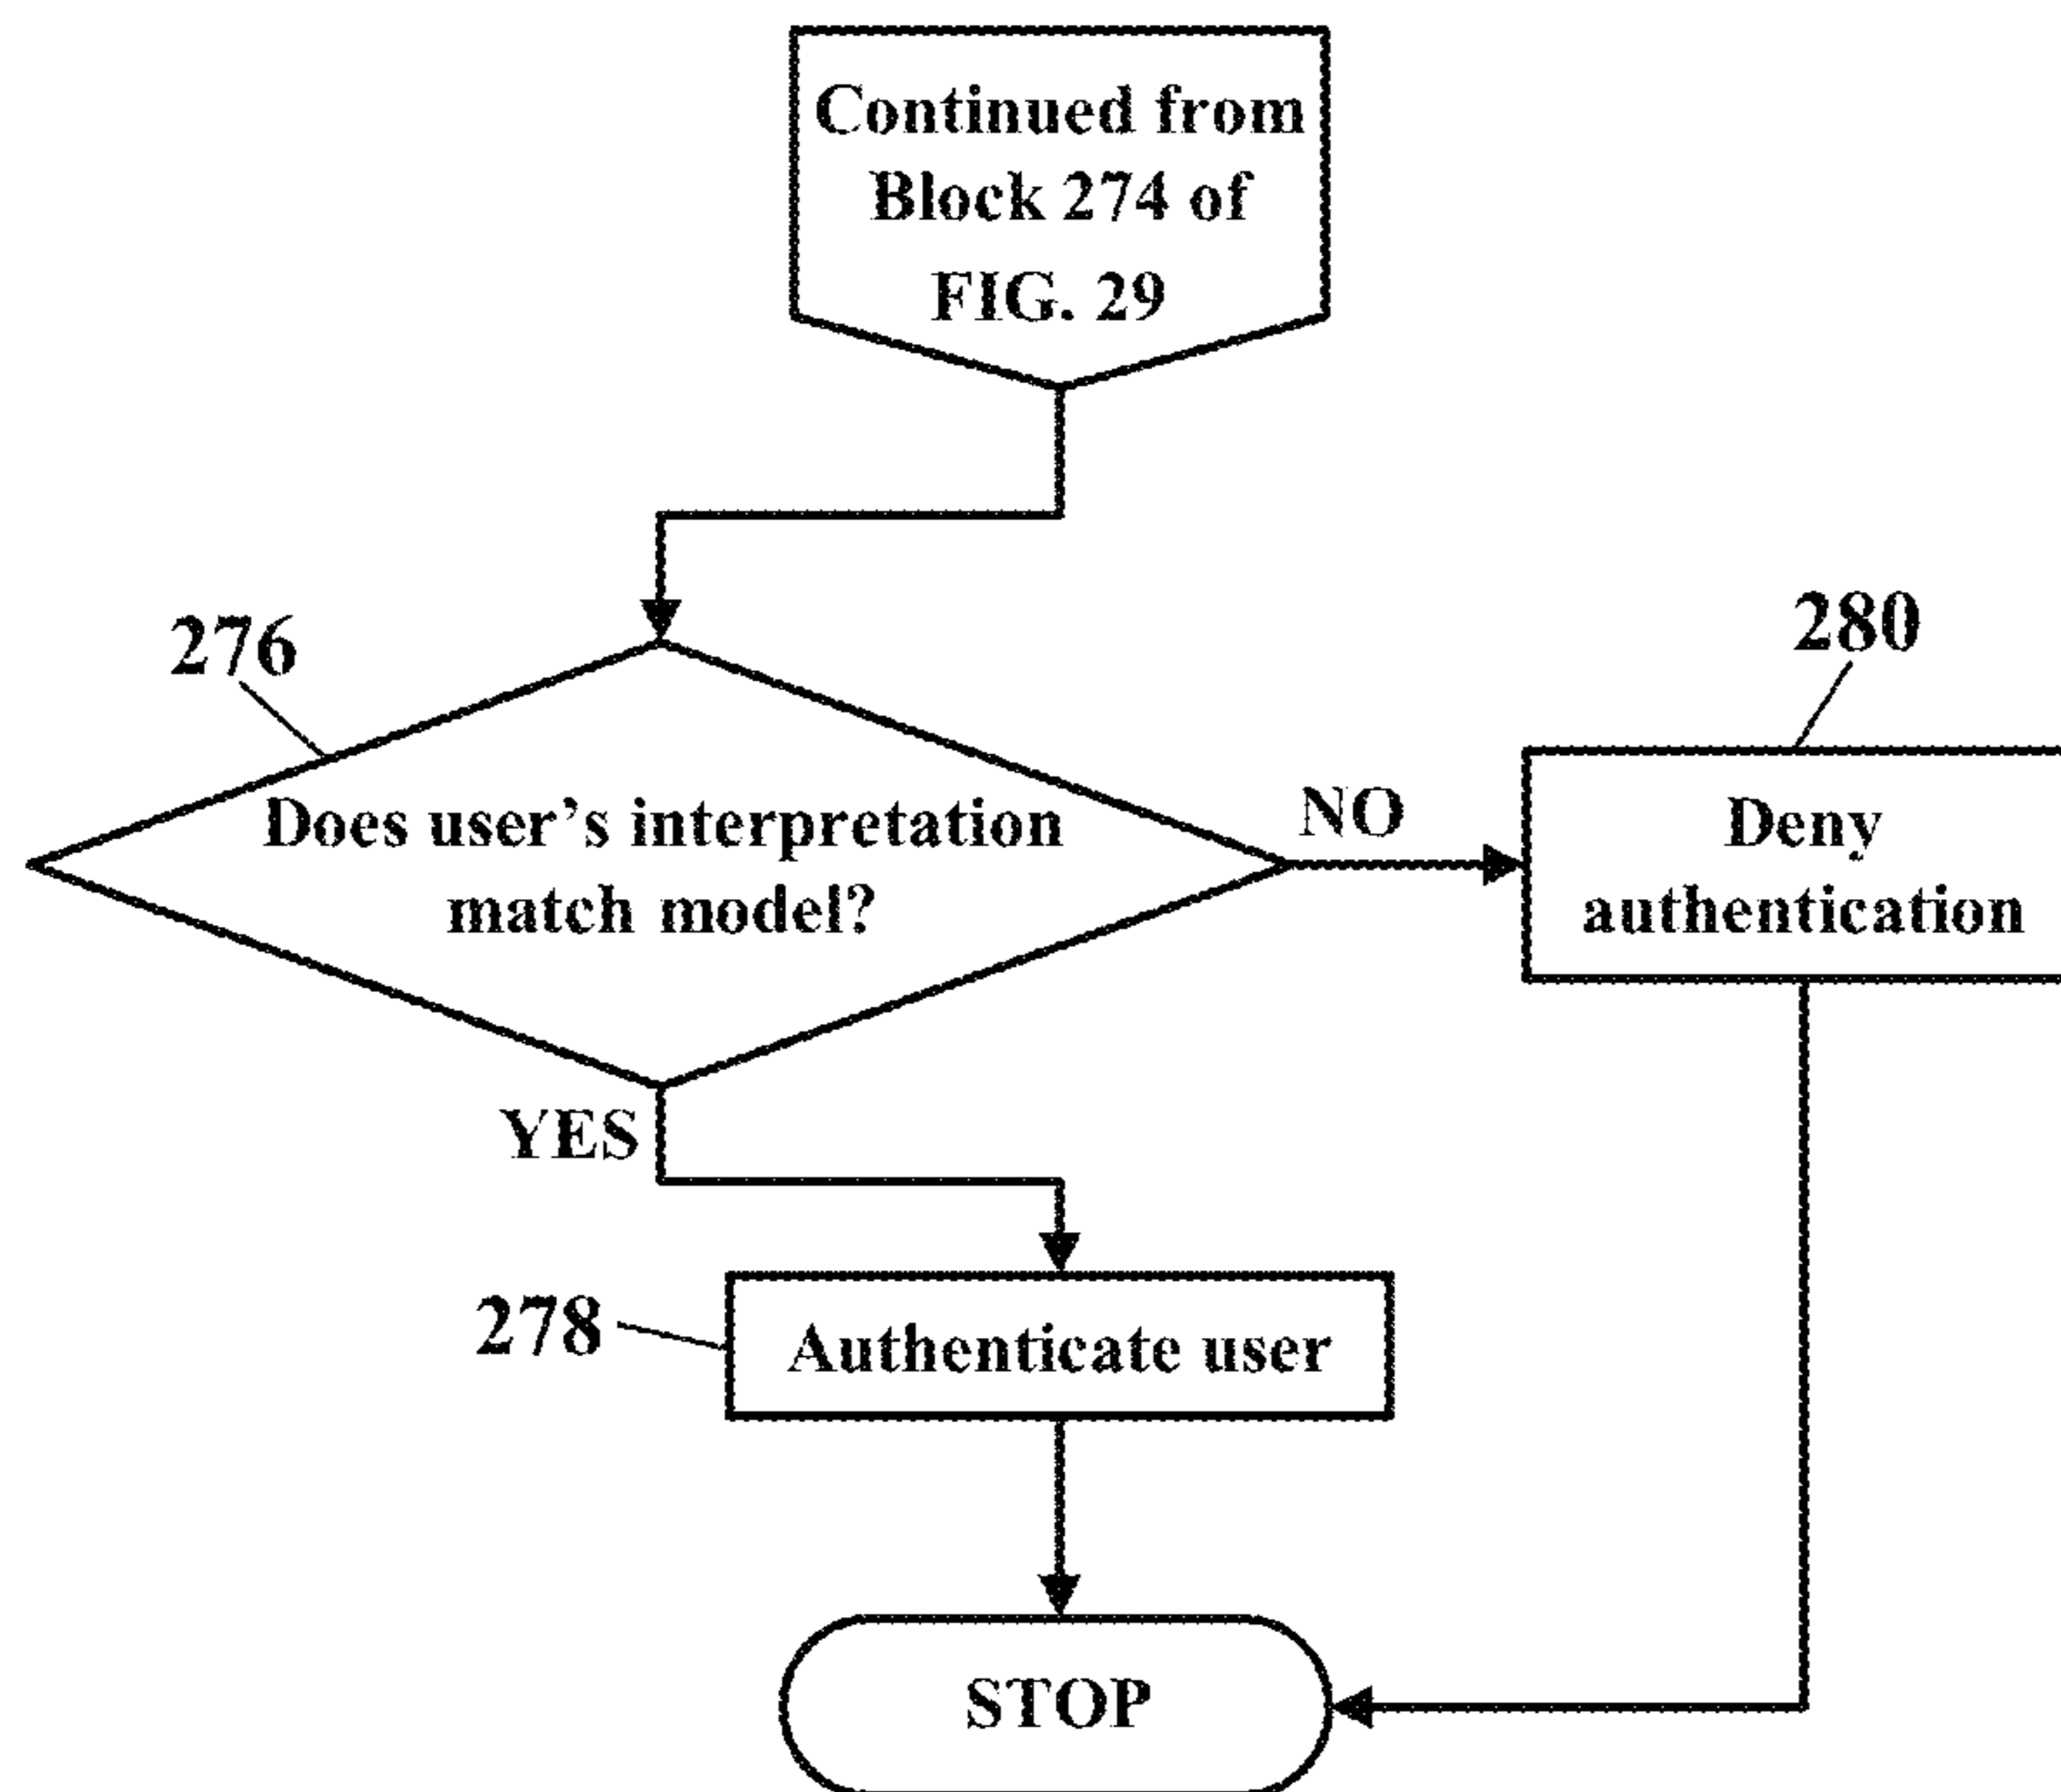 Continued from
Block 274 of
FIG. 29
276
280
Does user's interpretation
match model?
NO
Deny
authentication
YES
278
Authenticate user
STOP